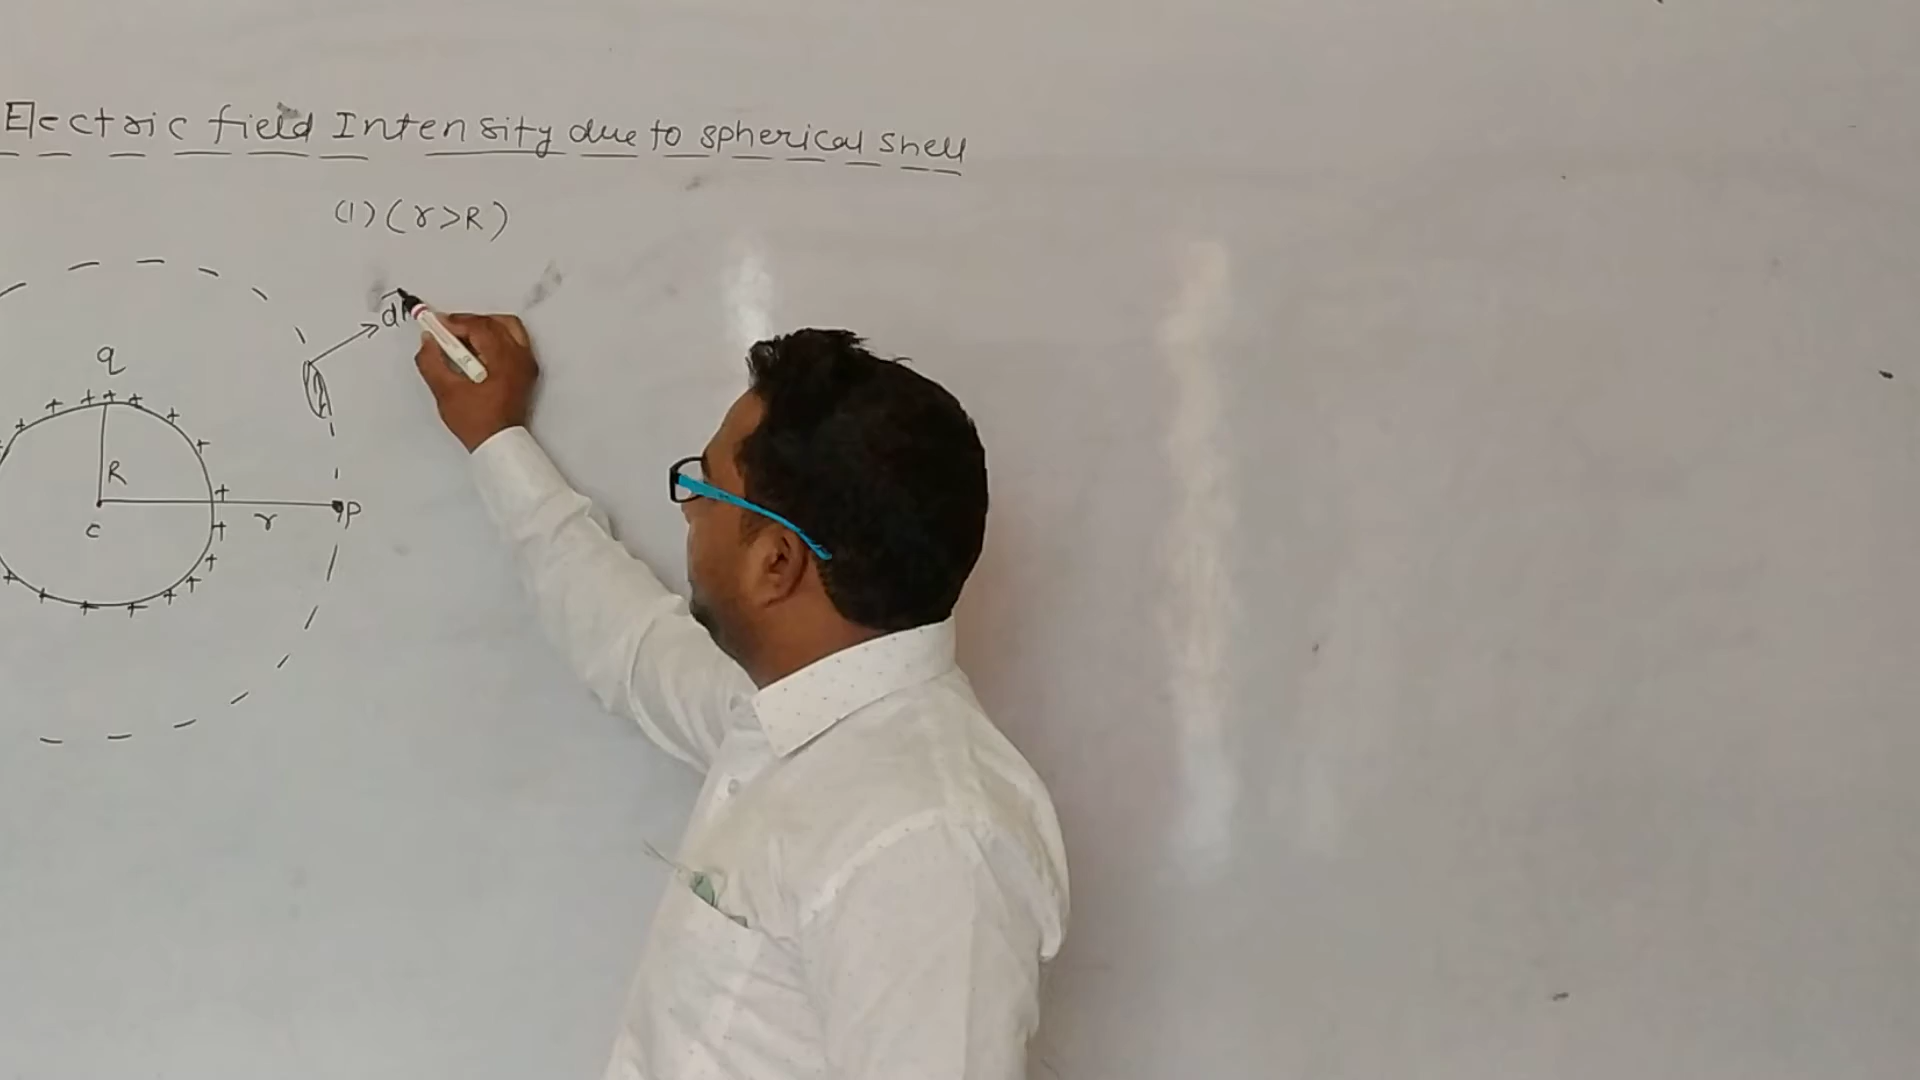 Electric field Intensity due to spherical shell
(1) (r>R)
q
R
r
P
c